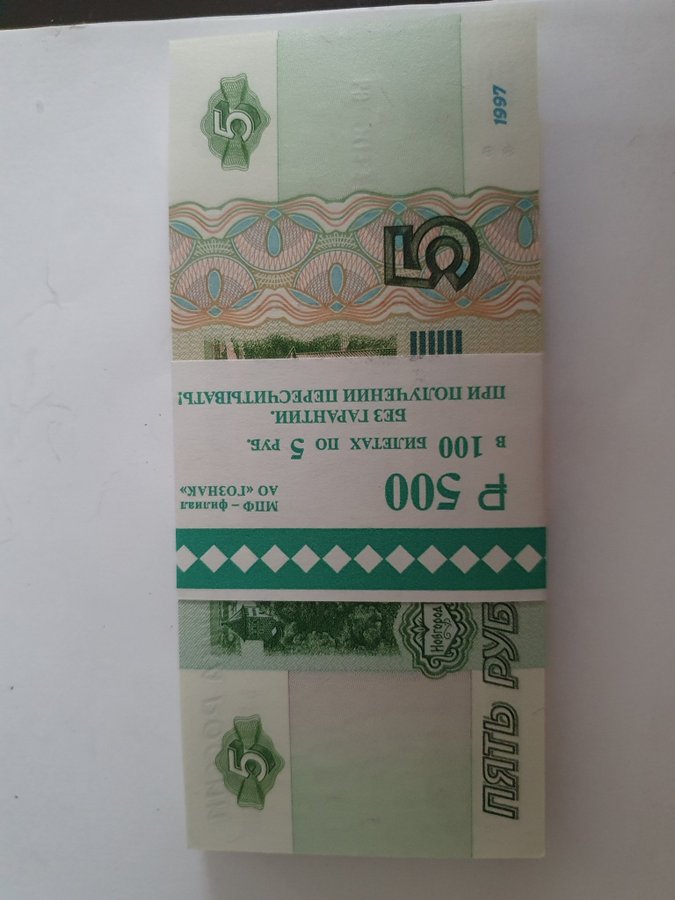 5
1997
5
₽ 500
МПФ – филиал
АО «ГОЗНАК»
В 100 БИЛЕТАХ ПО 5 РУБ.
БЕЗ ГАРАНТИИ.
ПРИ ПОЛУЧЕНИИ ПЕРЕСЧИТЫВАТЬ!
Новгород
ПЯТЬ РУБ
5